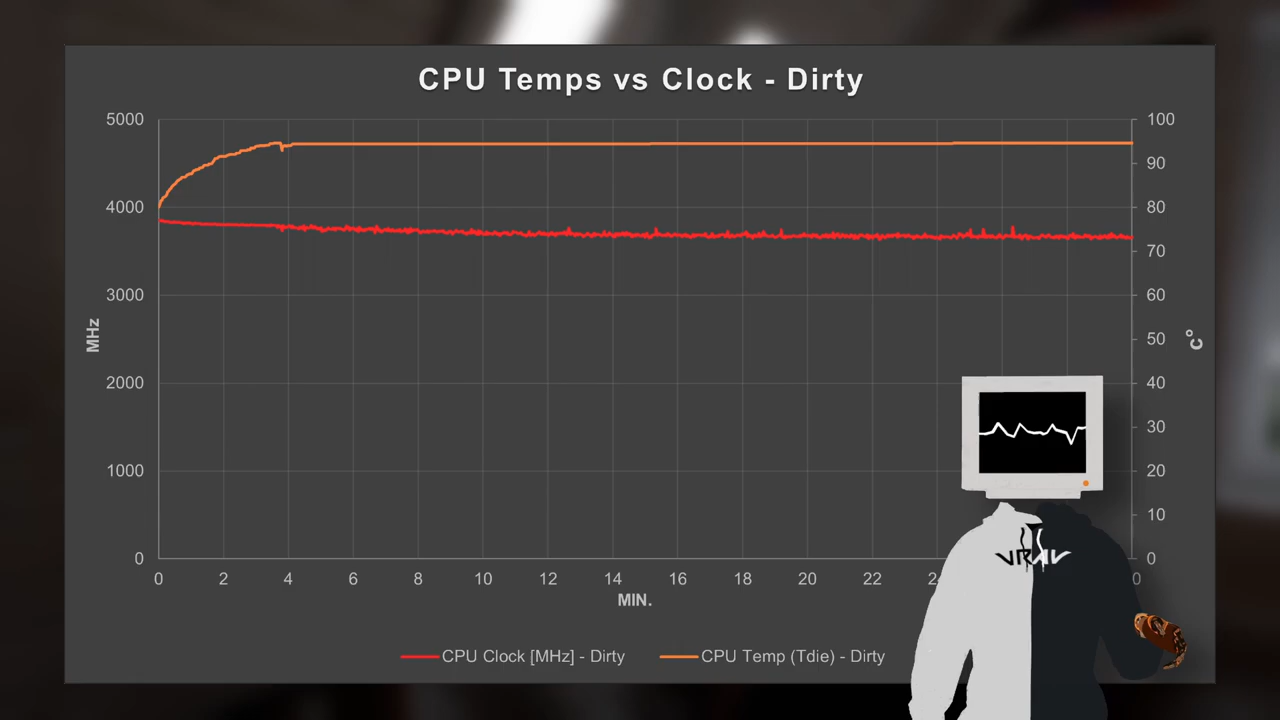 CPU Temps vs Clock - Dirty
5000
4000
3000
2000
1000
0
MHz
100
90
80
70
60
50
40
30
20
10
0
c°
0 2 4 6 8 10 12 14 16 18 20 22 2 0
MIN.
CPU Clock [MHz] - Dirty
CPU Temp (Tdie) - Dirty